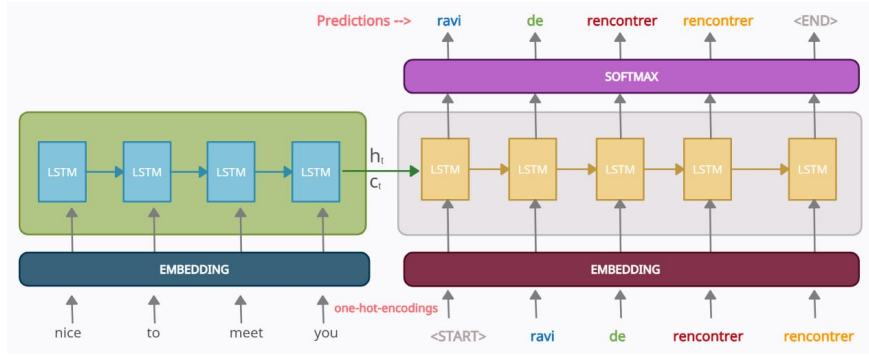 Predictions --> ravi de rencontrer rencontrer <END>
SOFTMAX
LSTM LSTM LSTM LSTM hₜ cₜ LSTM LSTM LSTM LSTM LSTM
EMBEDDING EMBEDDING
one-hot-encodings
nice to meet you <START> ravi de rencontrer rencontrer